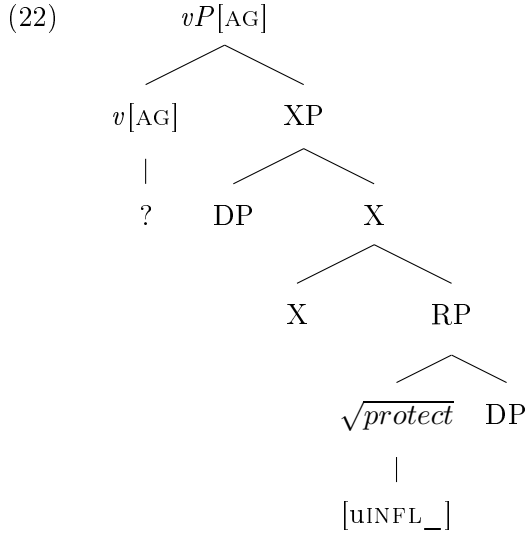 (22) vP[AG]
v[AG] XP
? DP X
X RP
√protect DP
[uINFL_]